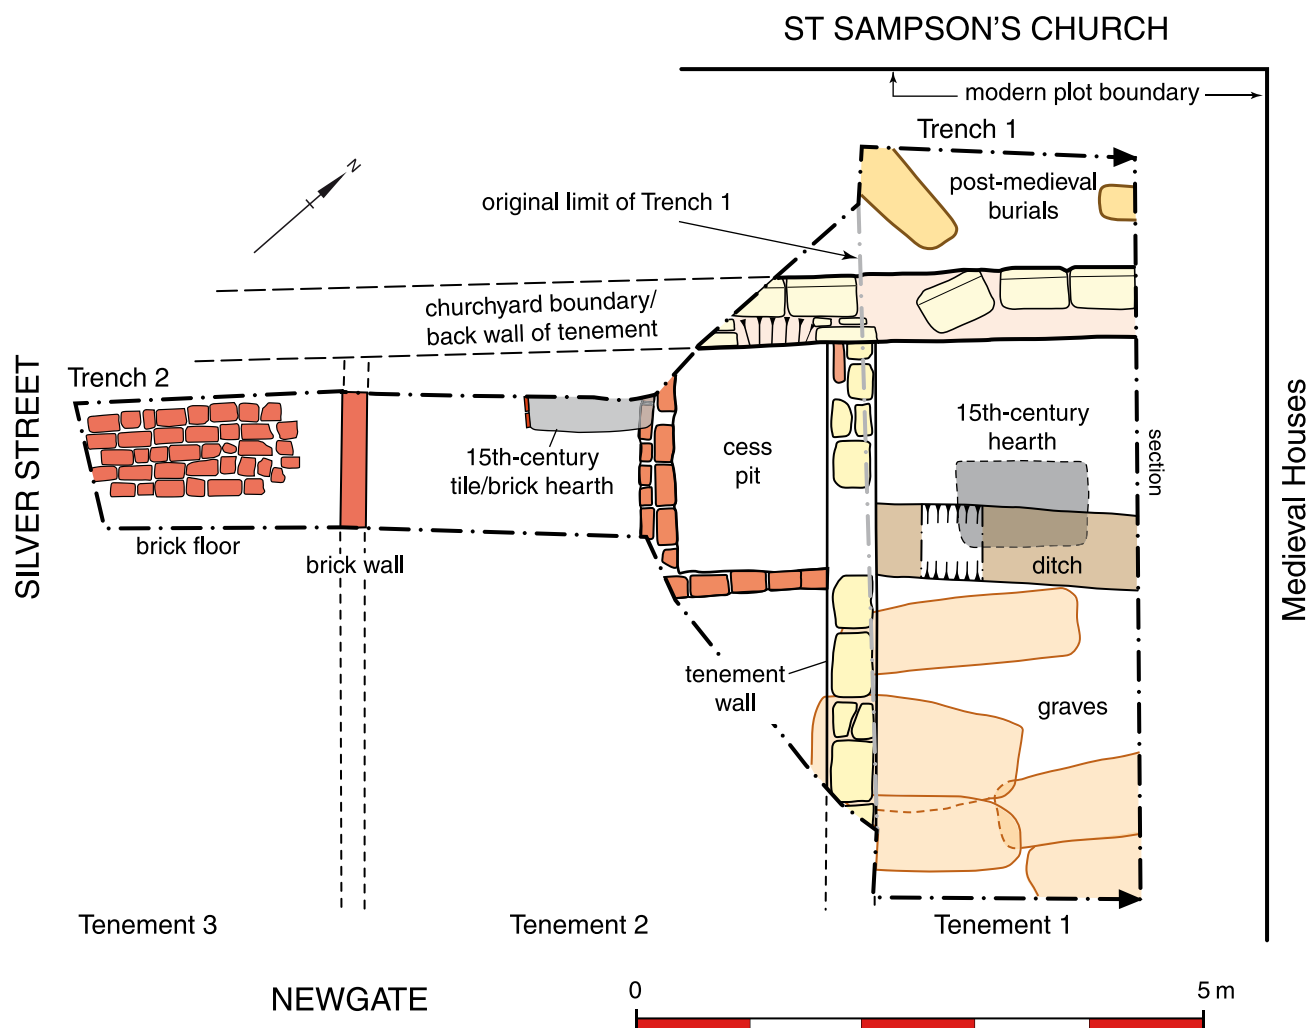 ST SAMPSON'S CHURCH
modern plot boundary
Trench 1
N
post-medieval
burials
original limit of Trench 1
churchyard boundary/
back wall of tenement
SILVER STREET
Trench 2
15th-century
tile/brick hearth
cess
pit
15th-century
hearth
section
Medieval Houses
brick floor
brick wall
ditch
tenement
wall
graves
Tenement 3
Tenement 2
Tenement 1
NEWGATE
0
5 m